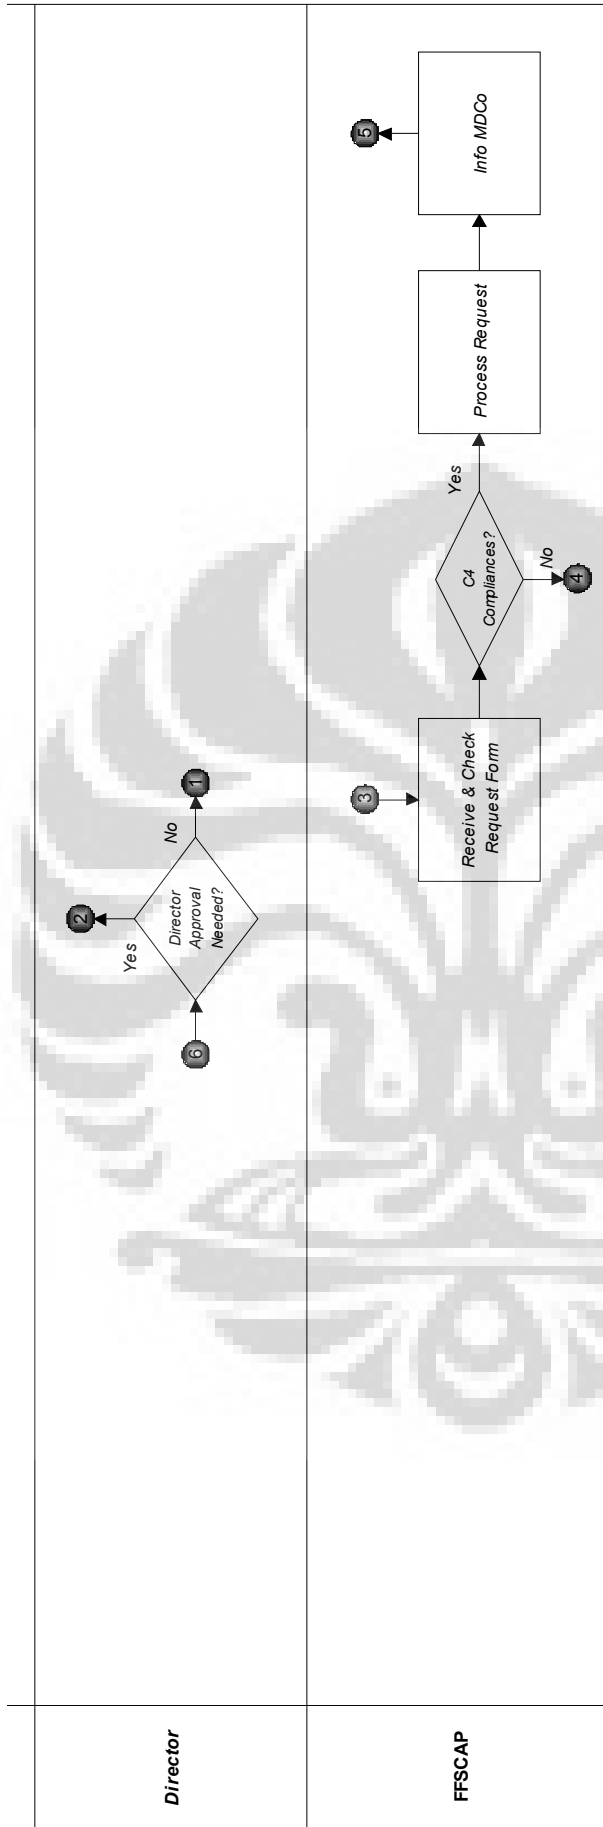 Director
6
Director
Approval
Needed?
Yes
2
No
1
FFSCAP
3
Receive & Check
Request Form
C4
Compliances?
No
4
Yes
Process Request
Info MDCo
5